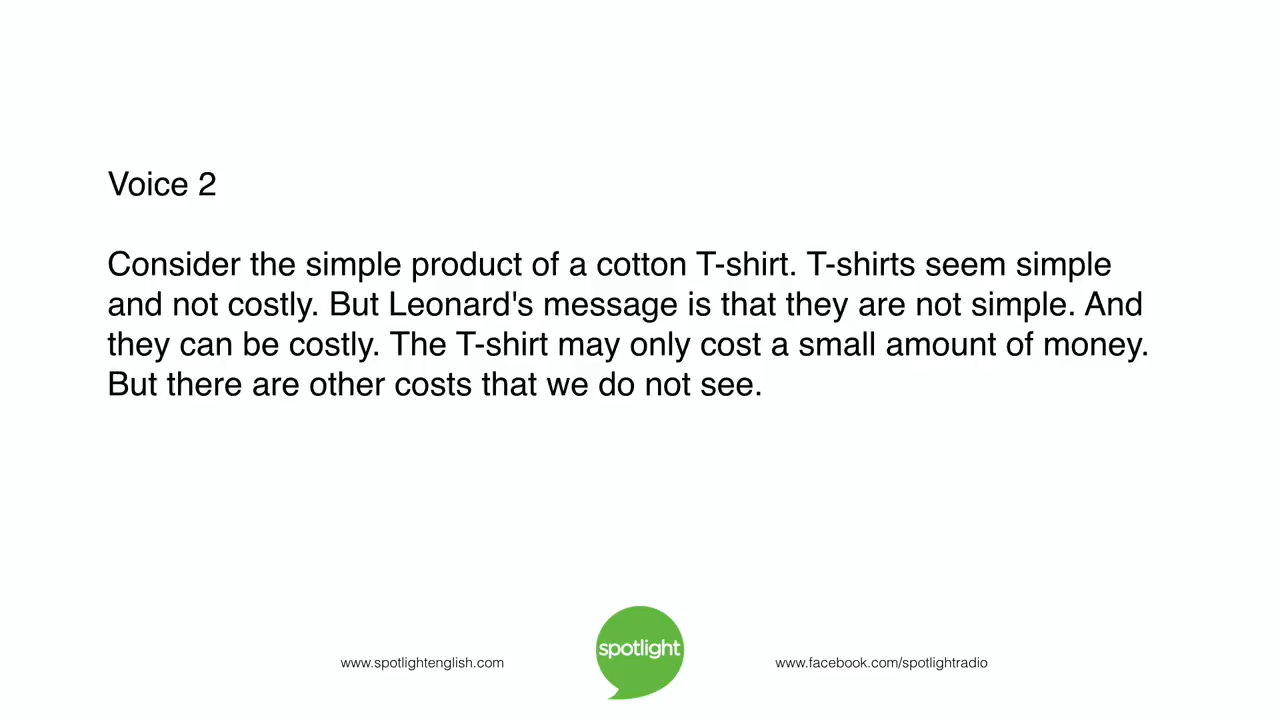 Voice 2
Consider the simple product of a cotton T-shirt. T-shirts seem simple
and not costly. But Leonard's message is that they are not simple. And
they can be costly. The T-shirt may only cost a small amount of money.
But there are other costs that we do not see.
www.spotlightenglish.com
spotlight
www.facebook.com/spotlightradio